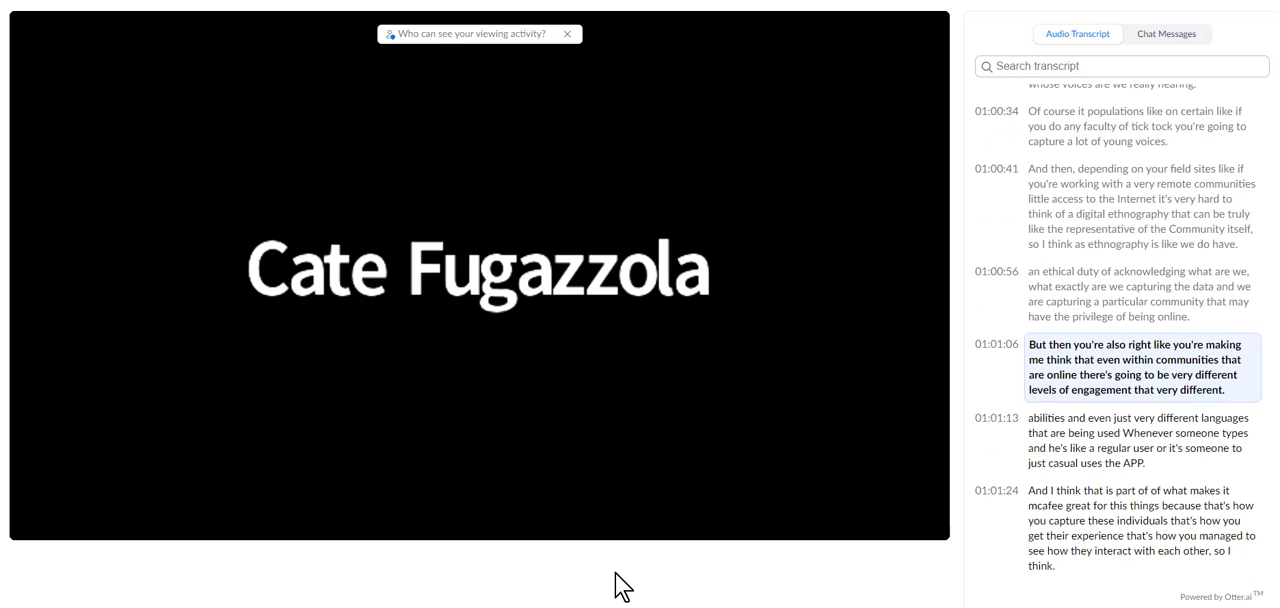 Who can see your viewing activity?
Cate Fugazzola
Audio Transcript
Chat Messages
Search transcript
whose voices are we really hearing.
01:00:34
Of course it populations like on certain like if
you do any faculty of tick tock you're going to
capture a lot of young voices.
01:00:41
And then, depending on your field sites like if
you're working with a very remote communities
little access to the Internet it's very hard to
think of a digital ethnography that can be truly
like the representative of the Community itself,
so I think as ethnography is like we do have.
01:00:56
an ethical duty of acknowledging what are we,
what exactly are we capturing the data and we
are capturing a particular community that may
have the privilege of being online.
01:01:06
But then you're also right like you're making
me think that even within communities that
are online there's going to be very different
levels of engagement that very different.
01:01:13
abilities and even just very different languages
that are being used Whenever someone types
and he's like a regular user or it's someone to
just casual uses the APP.
01:01:24
And I think that is part of of what makes it
mcafee great for this things because that's how
you capture these individuals that's how you
get their experience that's how you managed to
see how they interact with each other, so I
think.
Powered by Otter.ai TM